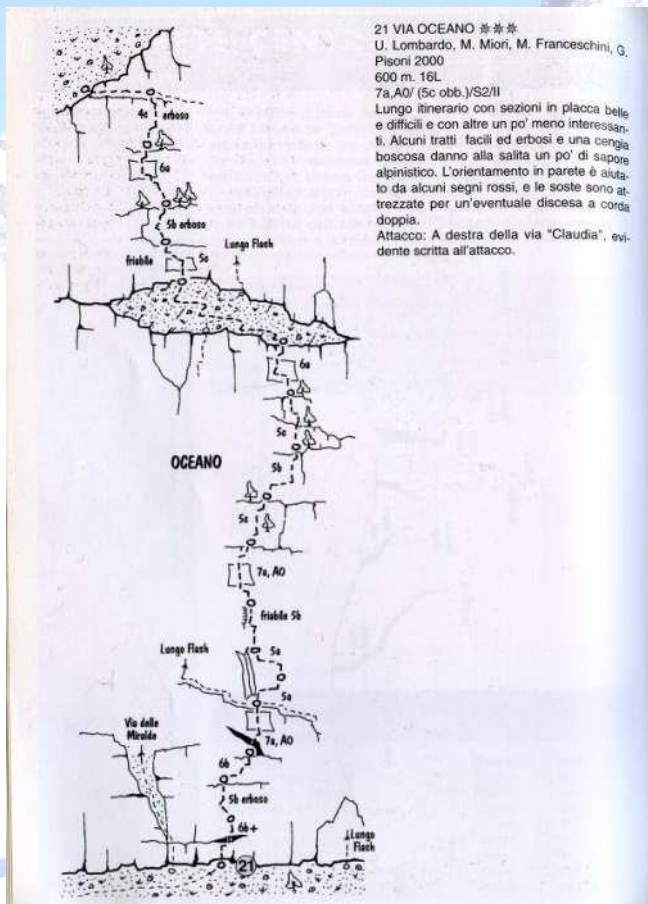 21 VIA OCEANO ❊❊❊
U. Lombardo, M. Miori, M. Franceschini, G.
Pisoni 2000
600 m. 16L
7a,A0/ (5c obb.)/S2/II
Lungo itinerario con sezioni in placca belle
e difficili e con altre un po' meno interessan-
ti. Alcuni tratti facili ed erbosi e una cengia
boscosa danno alla salita un po' di sapore
alpinistico. L'orientamento in parete è aiuta-
to da alcuni segni rossi, e le soste sono at-
trezzate per un'eventuale discesa a corda
doppia.
Attacco: A destra della via "Claudia", evi-
dente scritta all'attacco.
4c erboso
6a
5b erboso
Lungo Flash
friabile 5c
6a
5c
OCEANO
5b
5c
7a, A0
friabile 5b
Lungo Flash
5a
5a
Via delle
7a, A0
6b
5b erboso
6b+
Lungo
Flash
21